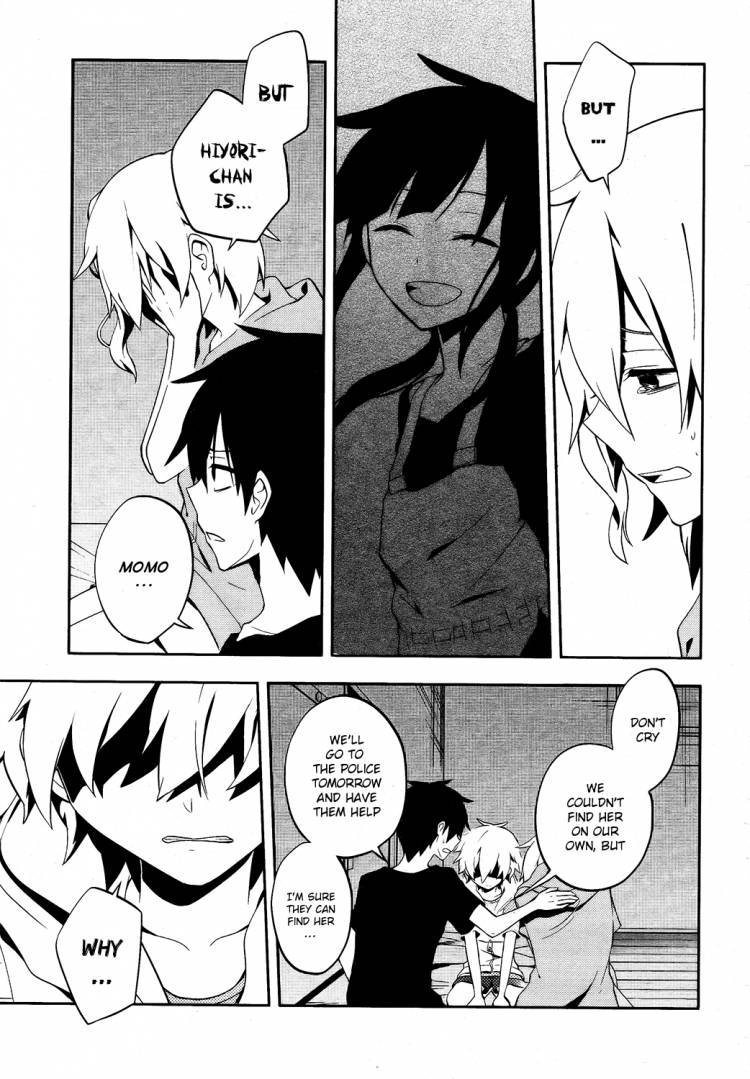 BUT
...
BUT
HIYORI-
CHAN
IS...
MOMO
...
DON'T
CRY
WE
COULDN'T
FIND HER
ON OUR
OWN, BUT
WE'LL
GO TO
THE POLICE
TOMORROW
AND HAVE
THEM HELP
I'M SURE
THEY CAN
FIND HER
...
WHY
...